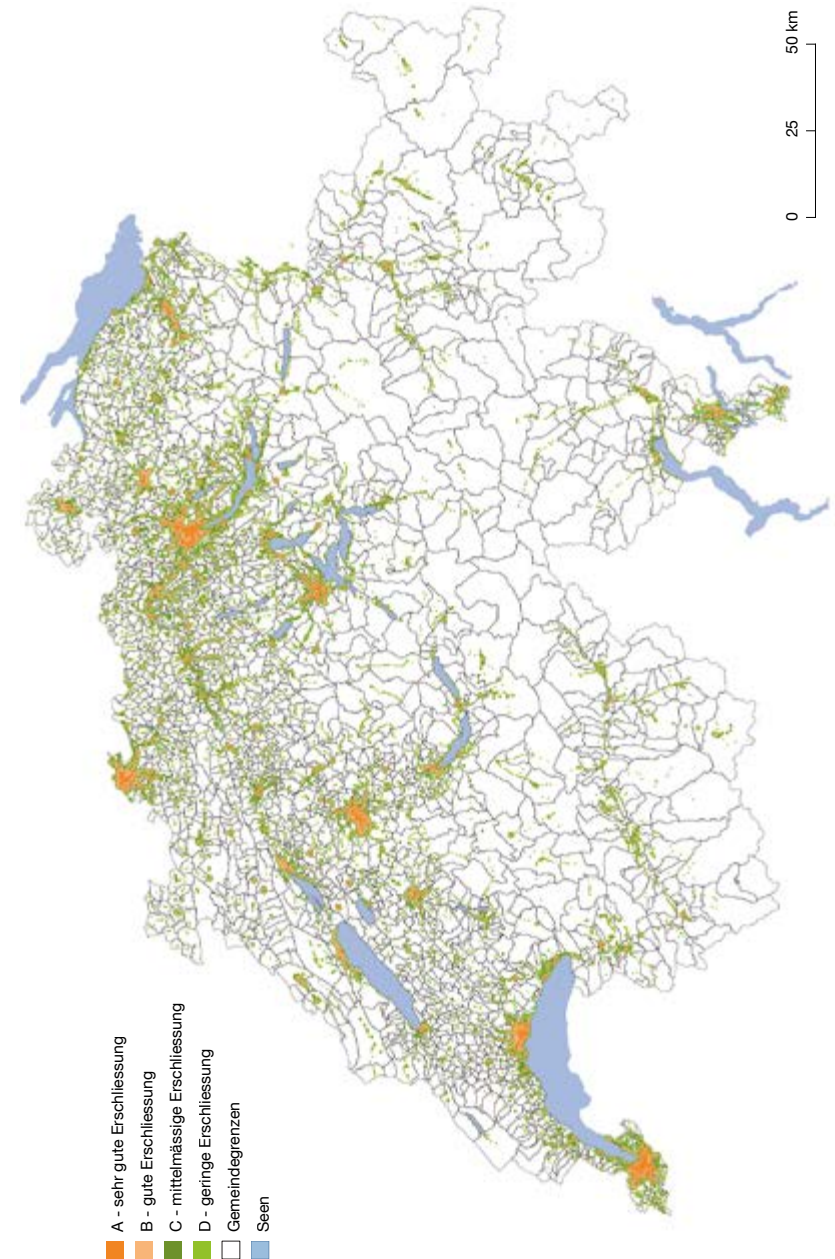 A - sehr gute Erschliessung
B - gute Erschliessung
C - mittelmässige Erschliessung
D - geringe Erschliessung
Gemeindegrenzen
Seen
0 25 50 km